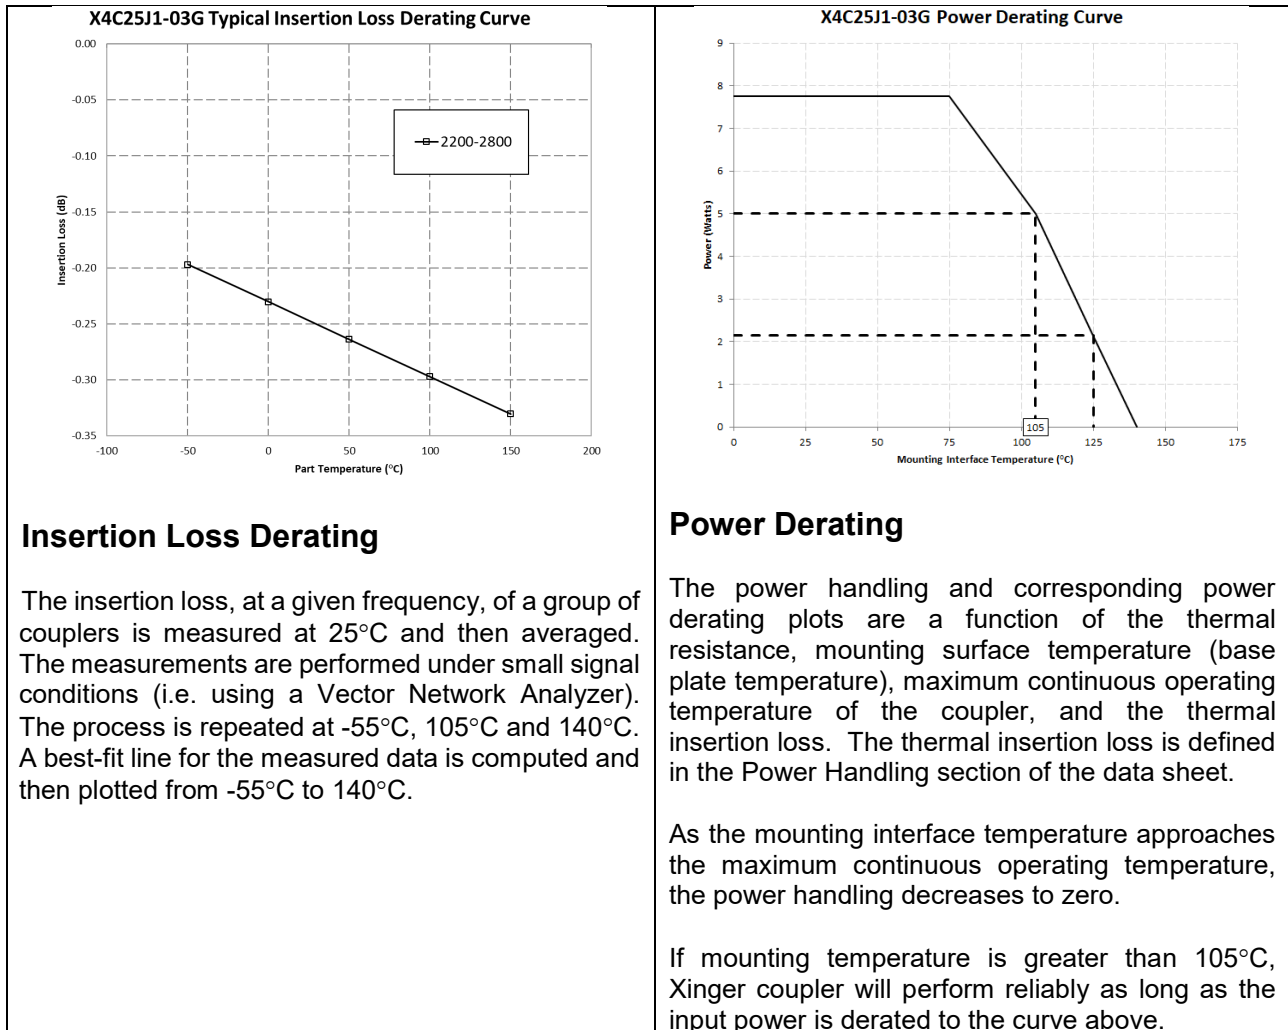 X4C25J1-03G Typical Insertion Loss Derating Curve
0.00
-0.05
-0.10
-0.15
-0.20
-0.25
-0.30
-0.35
Insertion Loss (dB)
2200-2800
-100 -50 0 50 100 150 200
Part Temperature (°C)
Insertion Loss Derating
The insertion loss, at a given frequency, of a group of
couplers is measured at 25°C and then averaged.
The measurements are performed under small signal
conditions (i.e. using a Vector Network Analyzer).
The process is repeated at -55°C, 105°C and 140°C.
A best-fit line for the measured data is computed and
then plotted from -55°C to 140°C.
X4C25J1-03G Power Derating Curve
9
8
7
6
5
4
3
2
1
0
Power (Watts)
105
0 25 50 75 100 125 150 175
Mounting Interface Temperature (°C)
Power Derating
The power handling and corresponding power
derating plots are a function of the thermal
resistance, mounting surface temperature (base
plate temperature), maximum continuous operating
temperature of the coupler, and the thermal
insertion loss. The thermal insertion loss is defined
in the Power Handling section of the data sheet.
As the mounting interface temperature approaches
the maximum continuous operating temperature,
the power handling decreases to zero.
If mounting temperature is greater than 105°C,
Xinger coupler will perform reliably as long as the
input power is derated to the curve above.